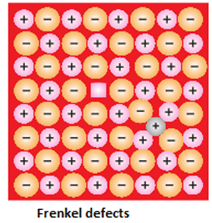 + − + − + − + −
− + − + − + − +
+ − + − + − + −
− + − − + − +
+ − + − + − + −
+
− + − + − + − +
+ − + − + − + −
− + − + − + − +
Frenkel defects